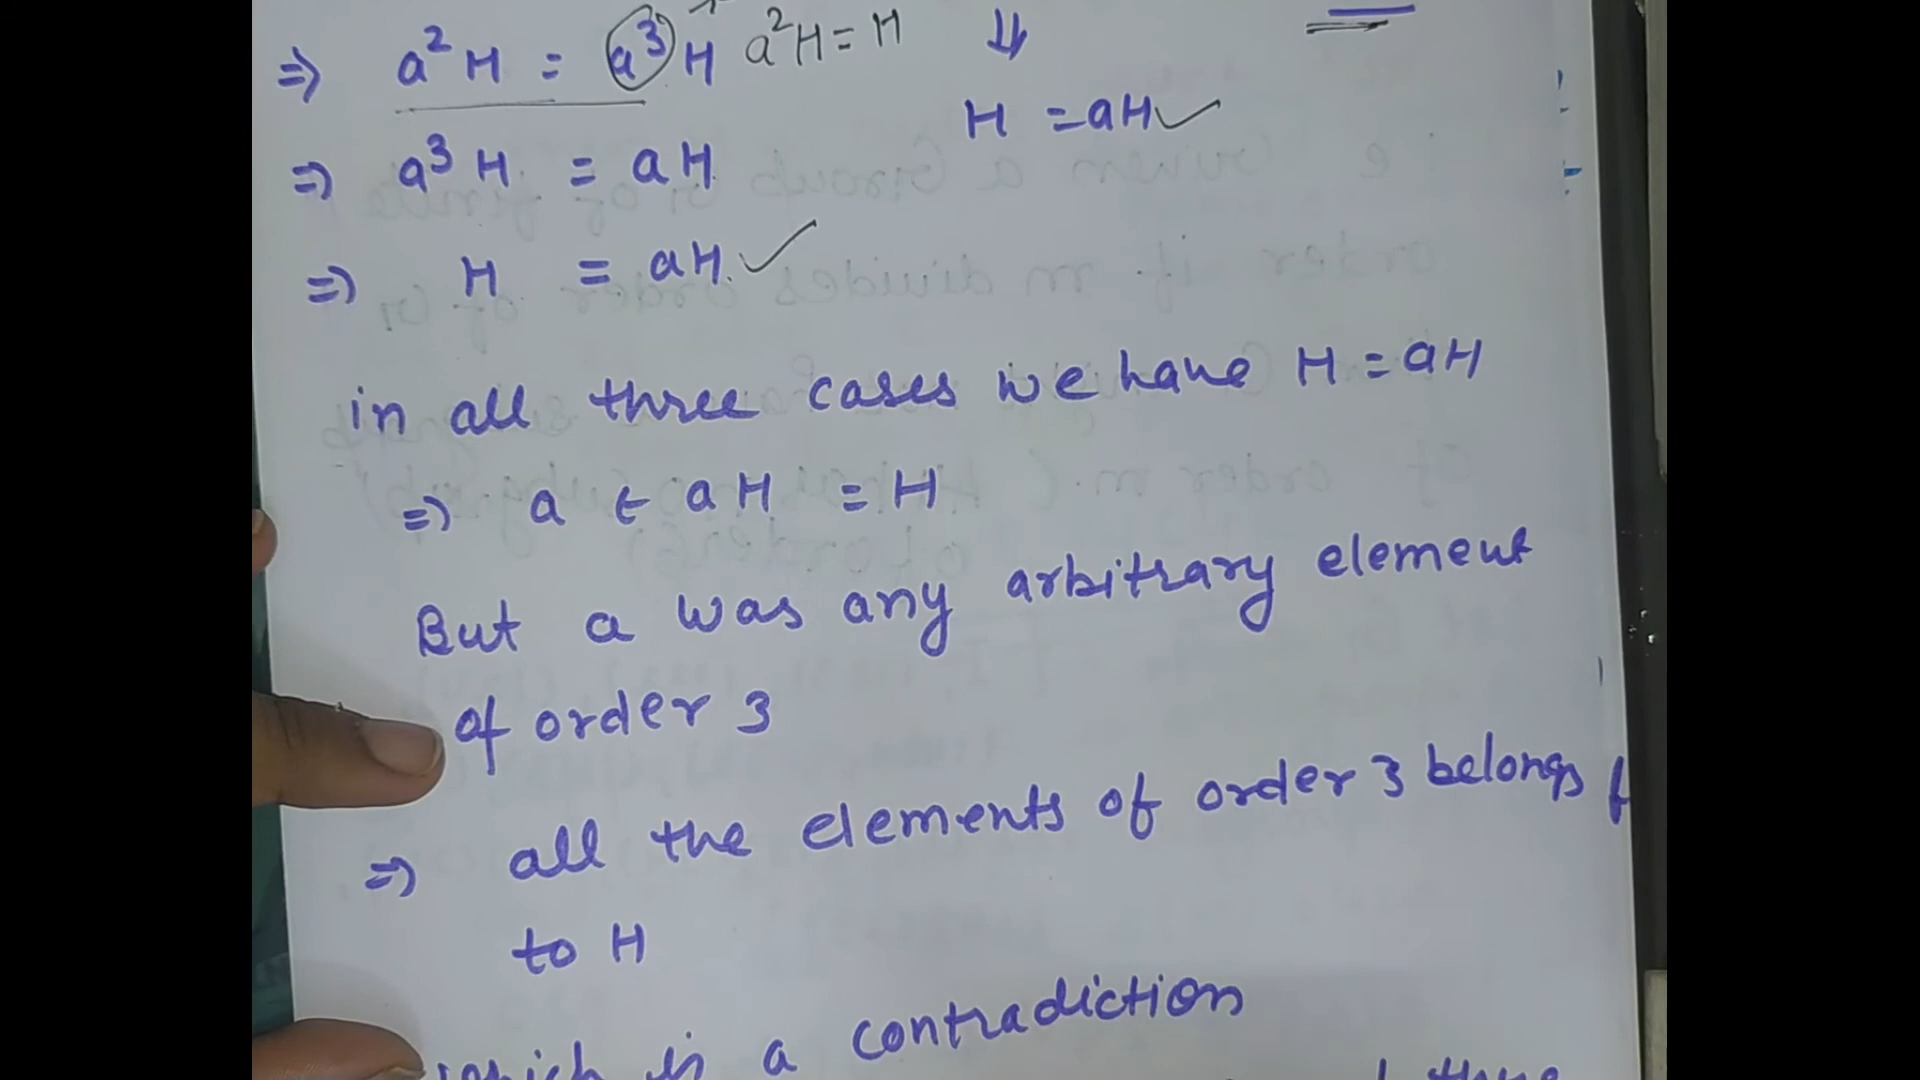 ⇒ a²H = a³H a²H = H ⇓
H = aH ✓
⇒ a³H = aH
⇒ H = aH ✓
in all three cases we have H = aH
⇒ a ∈ aH = H
But a was any arbitrary element
of order 3
⇒ all the elements of order 3 belongs
to H
which is a contradiction